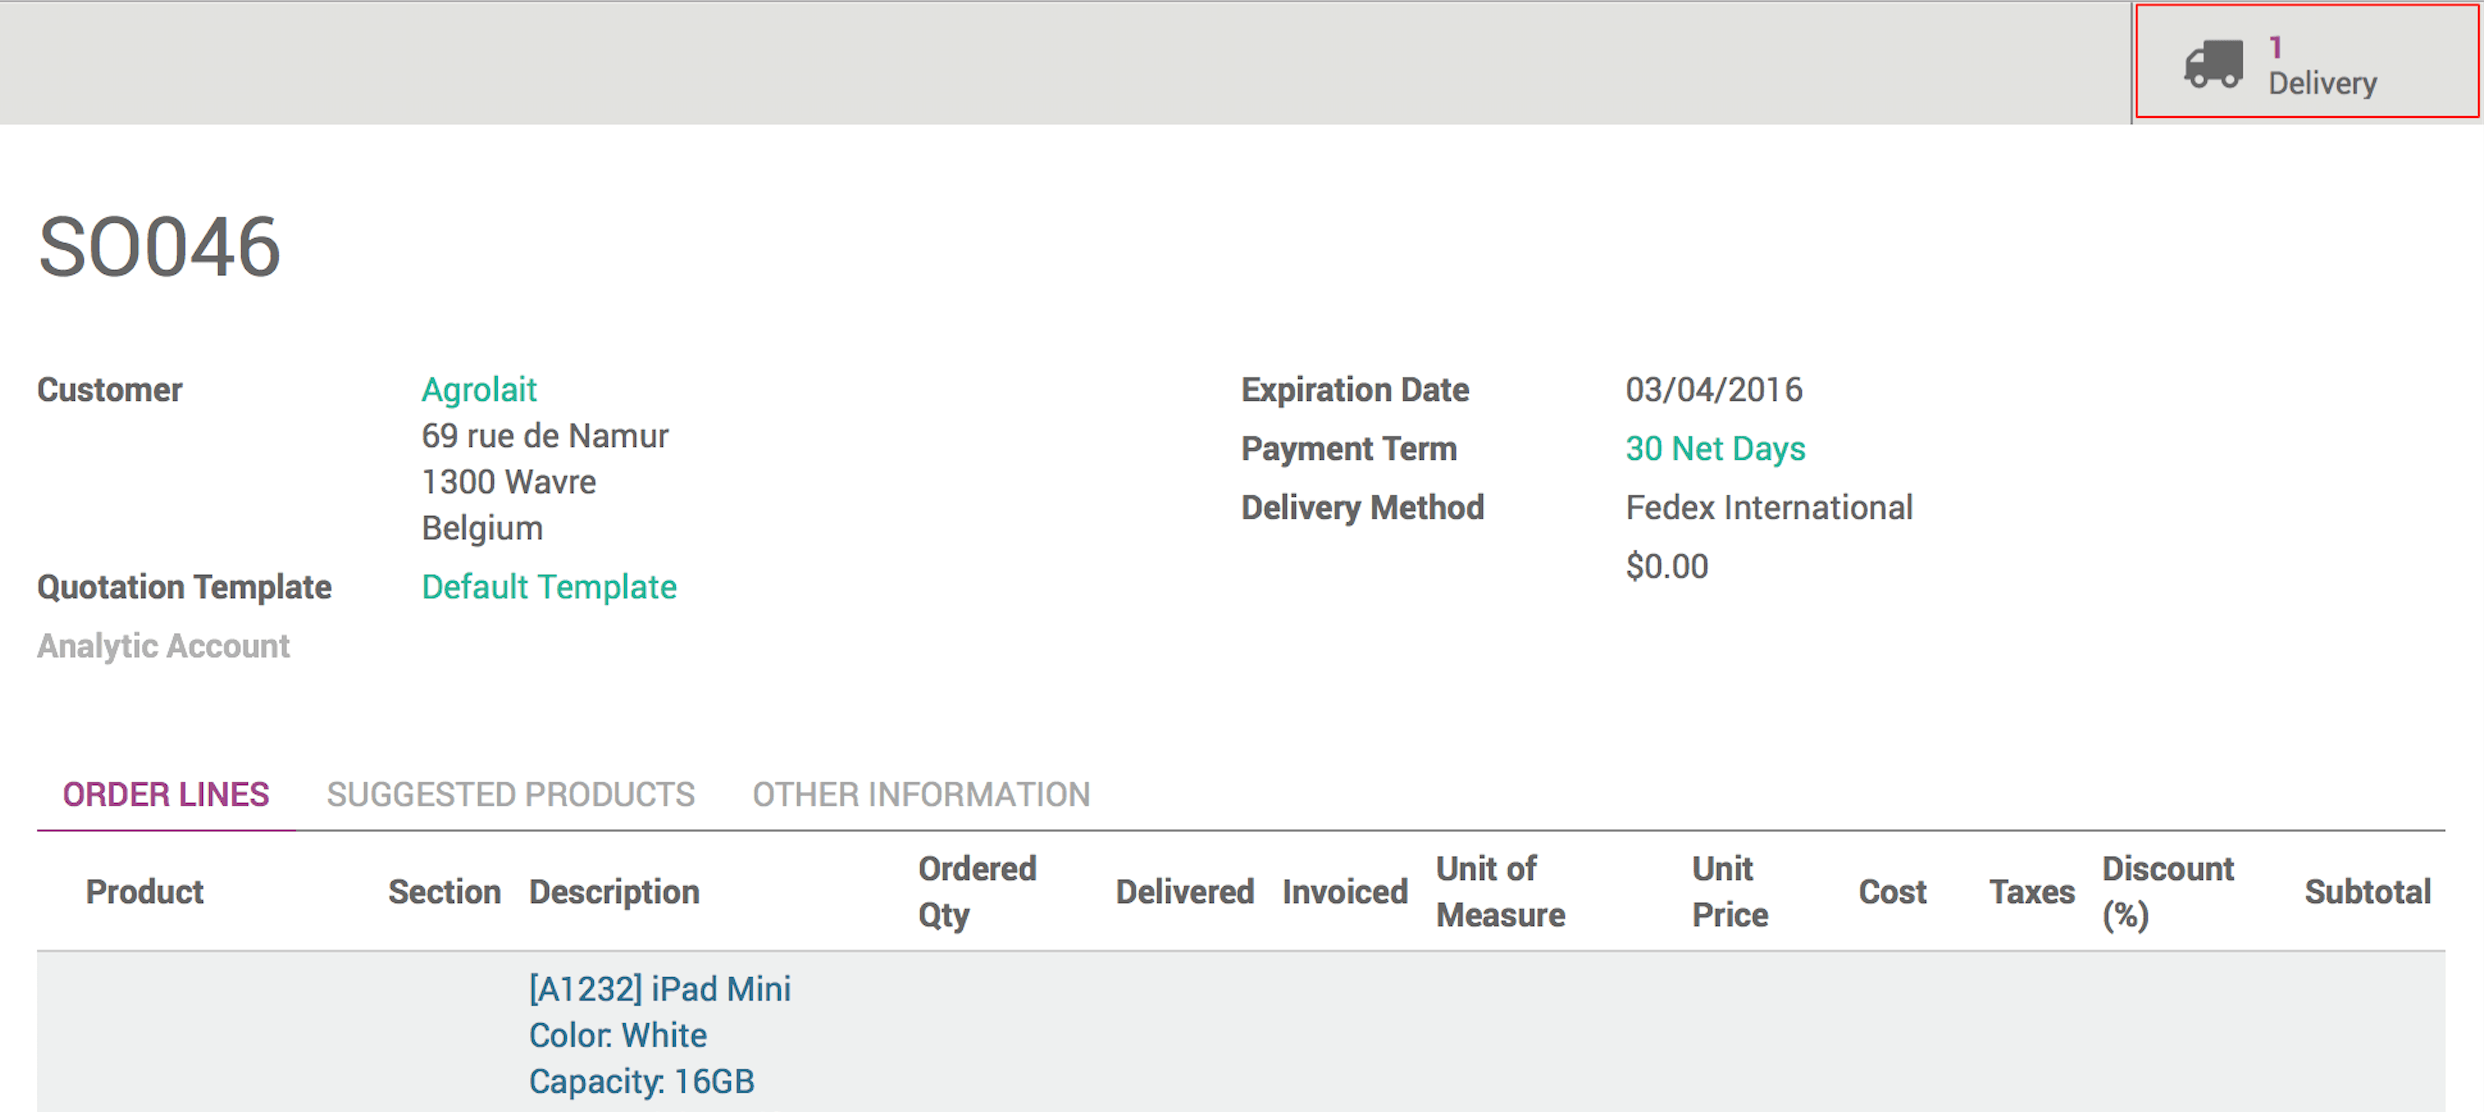 1
Delivery
SO046
Customer
Agrolait
69 rue de Namur
1300 Wavre
Belgium
Quotation Template
Default Template
Analytic Account
Expiration Date
03/04/2016
Payment Term
30 Net Days
Delivery Method
Fedex International
$0.00
ORDER LINES
SUGGESTED PRODUCTS
OTHER INFORMATION
Product
Section
Description
Ordered
Qty
Delivered
Invoiced
Unit of
Measure
Unit
Price
Cost
Taxes
Discount
(%)
Subtotal
[A1232] iPad Mini
Color: White
Capacity: 16GB